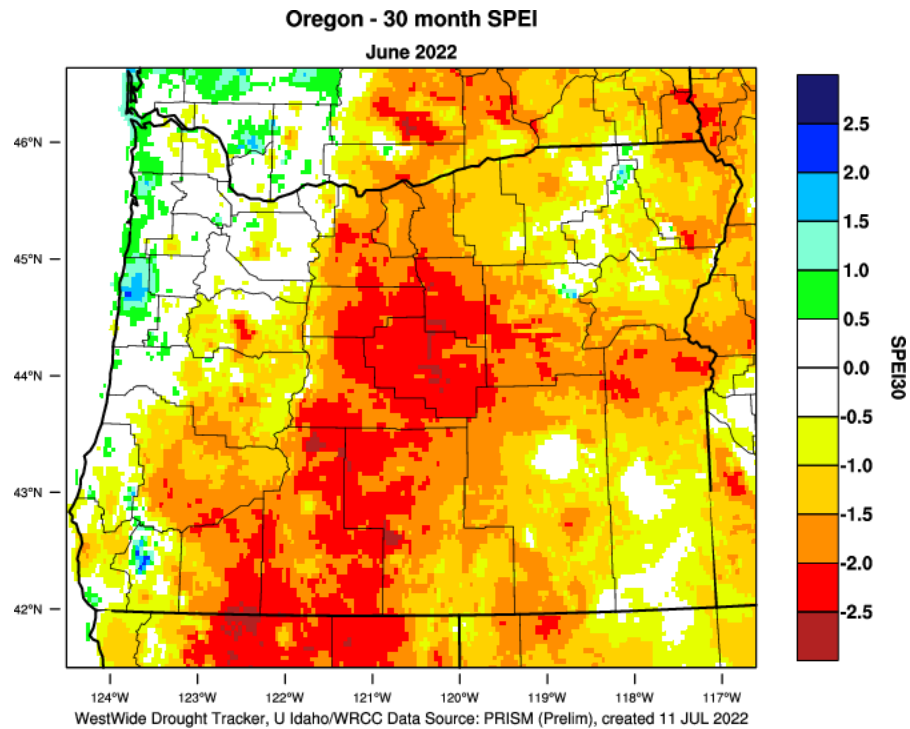 Oregon - 30 month SPEI
June 2022
46°N
45°N
44°N
43°N
42°N
124°W 123°W 122°W 121°W 120°W 119°W 118°W 117°W
2.5
2.0
1.5
1.0
0.5
0.0
-0.5
-1.0
-1.5
-2.0
-2.5
SPEI30
WestWide Drought Tracker, U Idaho/WRCC Data Source: PRISM (Prelim), created 11 JUL 2022